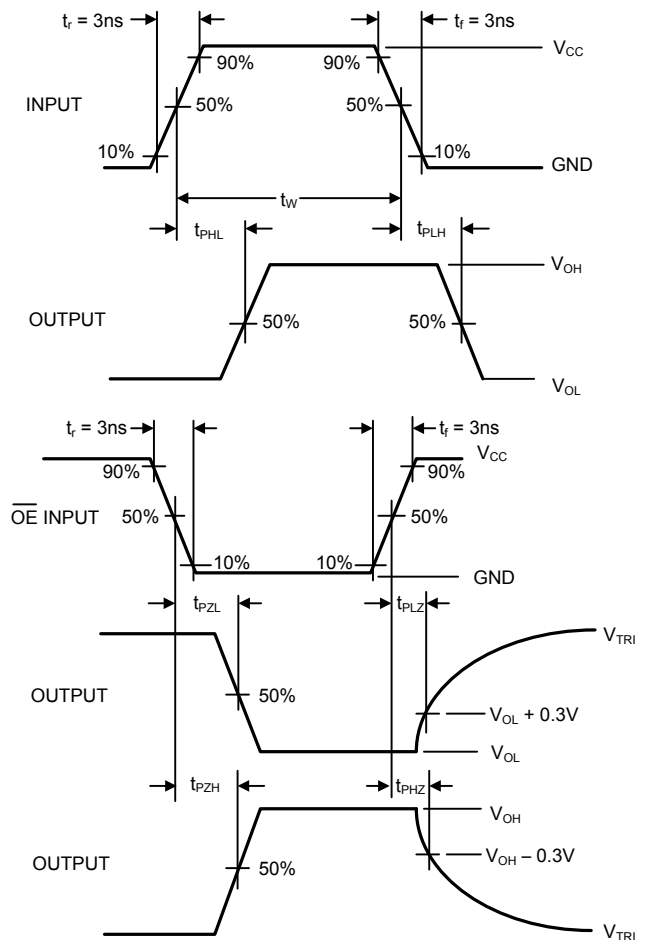 tr = 3ns
tf = 3ns
VCC
90%
90%
INPUT
50%
50%
10%
10%
GND
tW
tPHL
tPLH
VOH
OUTPUT
50%
50%
VOL
tr = 3ns
tf = 3ns
VCC
90%
90%
O̅E̅ INPUT
50%
50%
10%
10%
GND
tPZL
tPLZ
VTRI
OUTPUT
50%
VOL + 0.3V
VOL
tPZH
tPHZ
VOH
OUTPUT
50%
VOH – 0.3V
VTRI